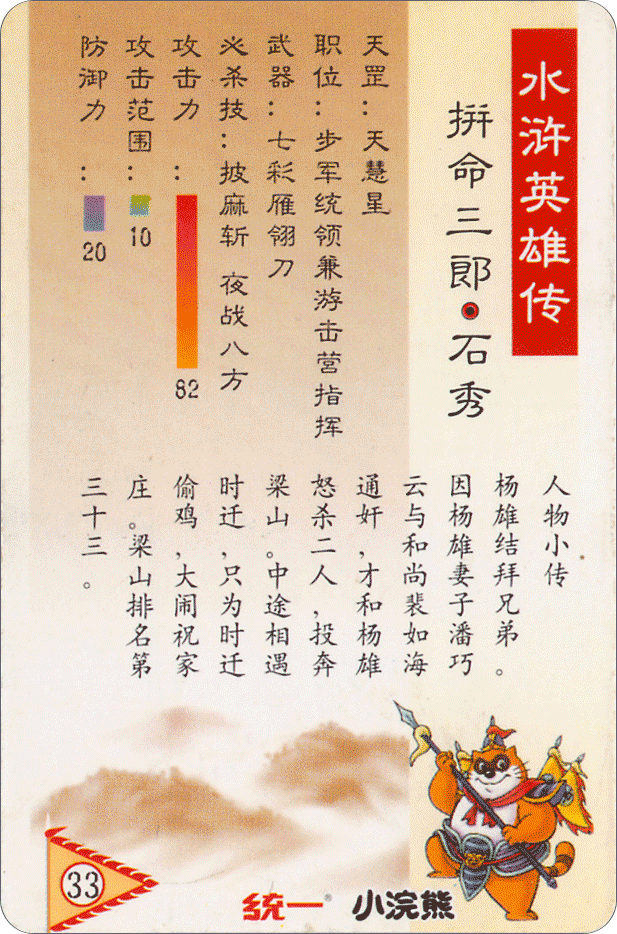 水浒英雄传
拼命三郎·石秀
天罡：天慧星
职位：步军统领兼游击营指挥
武器：七彩雁翎刀
必杀技：披麻斩 夜战八方
攻击力：
82
攻击范围：
10
防御力：
20
人物小传
杨雄结拜兄弟。
因杨雄妻子潘巧
云与和尚裴如海
通奸，才和杨雄
怒杀二人，投奔
梁山。中途相遇
时迁，只为时迁
偷鸡，大闹祝家
庄。梁山排名第
三十三。
33
统一® 小浣熊